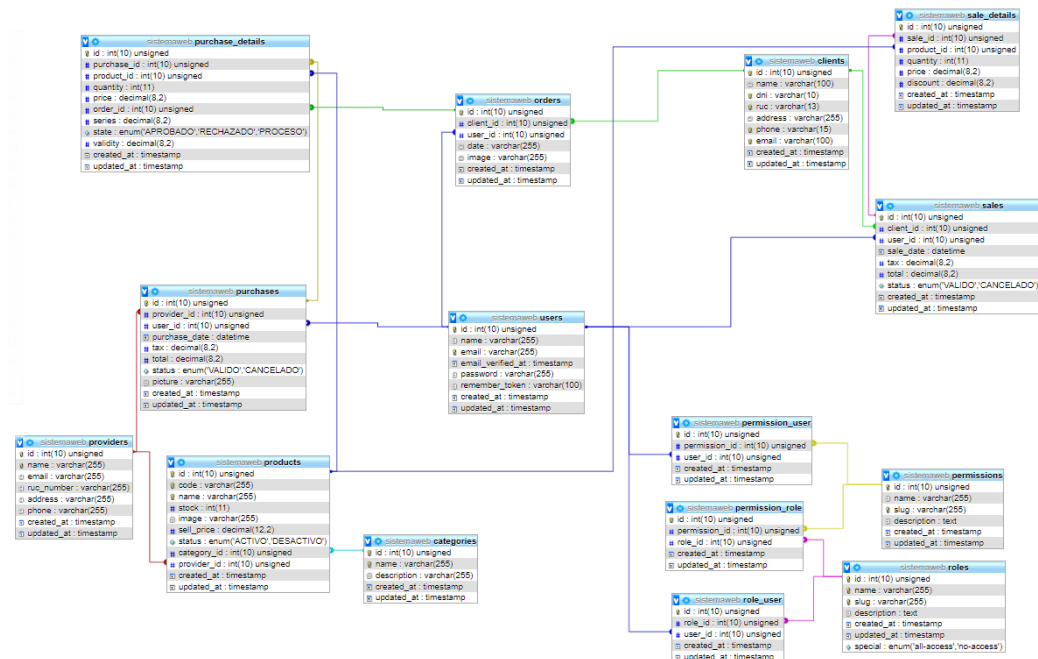 sistemaweb purchase_details
id : int(10) unsigned
purchase_id : int(10) unsigned
product_id : int(10) unsigned
quantity : int(11)
price : decimal(8,2)
order_id : int(10) unsigned
series : decimal(8,2)
state : enum('APROBADO','RECHAZADO','PROCESO')
validity : decimal(8,2)
created_at : timestamp
updated_at : timestamp
sistemaweb orders
id : int(10) unsigned
client_id : int(10) unsigned
user_id : int(10) unsigned
date : varchar(255)
image : varchar(255)
created_at : timestamp
updated_at : timestamp
sistemaweb clients
id : int(10) unsigned
name : varchar(100)
dni : varchar(10)
ruc : varchar(13)
address : varchar(255)
phone : varchar(15)
email : varchar(100)
created_at : timestamp
updated_at : timestamp
sistemaweb sale_details
id : int(10) unsigned
sale_id : int(10) unsigned
product_id : int(10) unsigned
quantity : int(11)
price : decimal(8,2)
discount : decimal(8,2)
created_at : timestamp
updated_at : timestamp
sistemaweb sales
id : int(10) unsigned
client_id : int(10) unsigned
user_id : int(10) unsigned
sale_date : datetime
tax : decimal(8,2)
total : decimal(8,2)
status : enum('VALIDO','CANCELADO')
created_at : timestamp
updated_at : timestamp
sistemaweb purchases
id : int(10) unsigned
provider_id : int(10) unsigned
user_id : int(10) unsigned
purchase_date : datetime
tax : decimal(8,2)
total : decimal(8,2)
status : enum('VALIDO','CANCELADO')
picture : varchar(255)
created_at : timestamp
updated_at : timestamp
sistemaweb users
id : int(10) unsigned
name : varchar(255)
email : varchar(255)
email_verified_at : timestamp
password : varchar(255)
remember_token : varchar(100)
created_at : timestamp
updated_at : timestamp
sistemaweb providers
id : int(10) unsigned
name : varchar(255)
email : varchar(255)
ruc_number : varchar(255)
address : varchar(255)
phone : varchar(255)
created_at : timestamp
updated_at : timestamp
sistemaweb products
id : int(10) unsigned
code : varchar(255)
name : varchar(255)
stock : int(11)
image : varchar(255)
sell_price : decimal(12,2)
status : enum('ACTIVO','DESACTIVO')
category_id : int(10) unsigned
provider_id : int(10) unsigned
created_at : timestamp
updated_at : timestamp
sistemaweb categories
id : int(10) unsigned
name : varchar(255)
description : varchar(255)
created_at : timestamp
updated_at : timestamp
sistemaweb permission_user
id : int(10) unsigned
permission_id : int(10) unsigned
user_id : int(10) unsigned
created_at : timestamp
updated_at : timestamp
sistemaweb permissions
id : int(10) unsigned
name : varchar(255)
slug : varchar(255)
description : text
created_at : timestamp
updated_at : timestamp
sistemaweb permission_role
id : int(10) unsigned
permission_id : int(10) unsigned
role_id : int(10) unsigned
created_at : timestamp
updated_at : timestamp
sistemaweb roles
id : int(10) unsigned
name : varchar(255)
slug : varchar(255)
description : text
created_at : timestamp
updated_at : timestamp
special : enum('all-access','no-access')
sistemaweb role_user
id : int(10) unsigned
role_id : int(10) unsigned
user_id : int(10) unsigned
created_at : timestamp
updated_at : timestamp